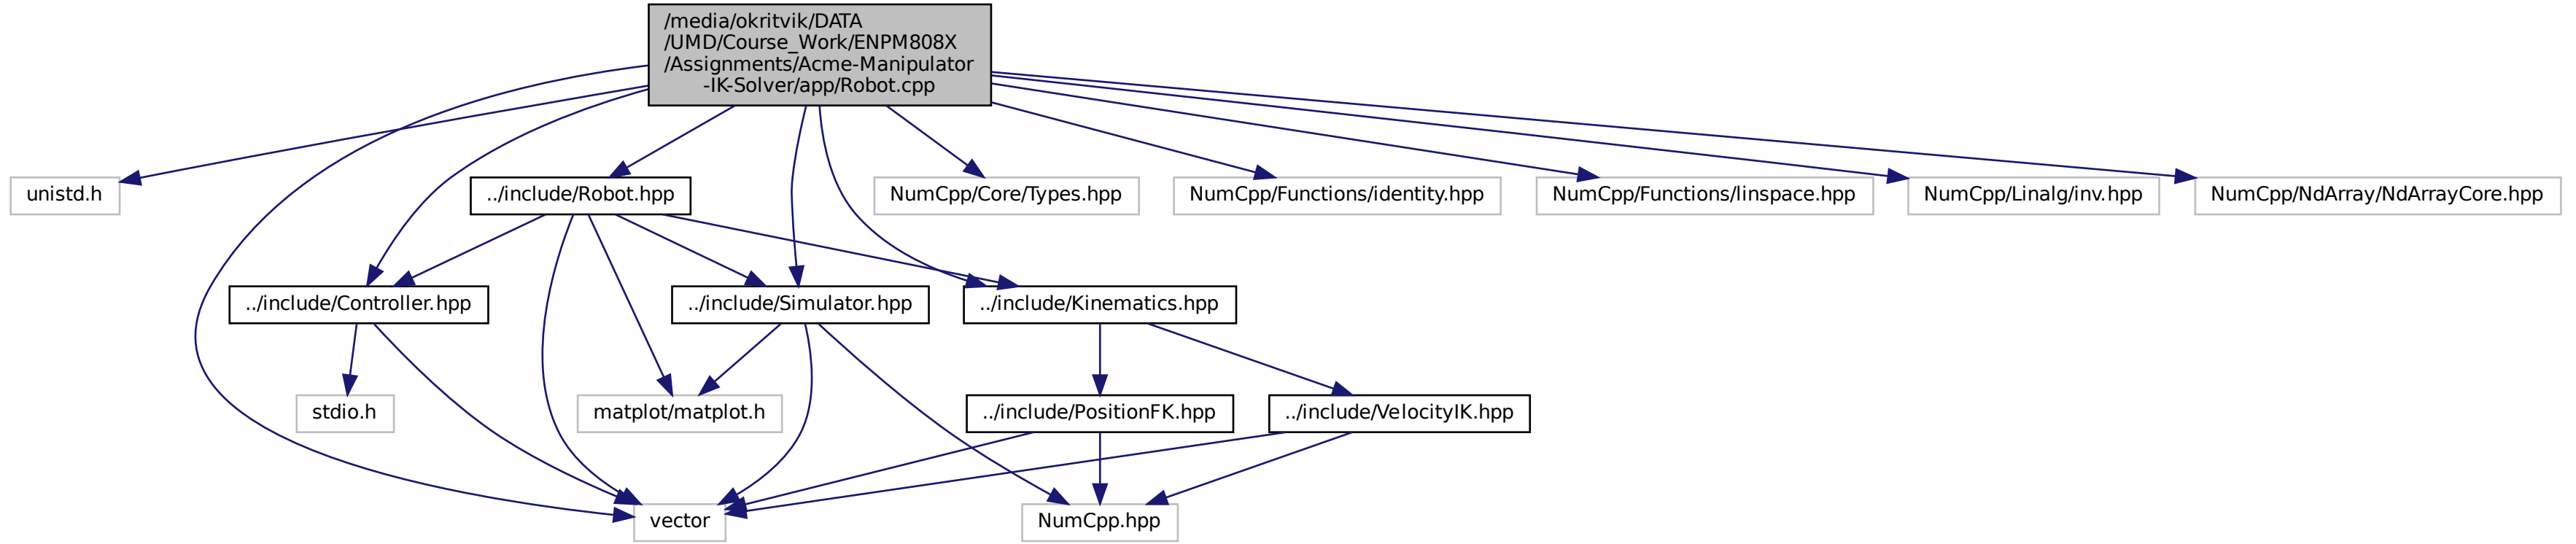 /media/okritvik/DATA
/UMD/Course_Work/ENPM808X
/Assignments/Acme-Manipulator
-IK-Solver/app/Robot.cpp
unistd.h
../include/Robot.hpp
NumCpp/Core/Types.hpp
NumCpp/Functions/identity.hpp
NumCpp/Functions/linspace.hpp
NumCpp/Linalg/inv.hpp
NumCpp/NdArray/NdArrayCore.hpp
../include/Controller.hpp
../include/Simulator.hpp
../include/Kinematics.hpp
stdio.h
matplot/matplot.h
../include/PositionFK.hpp
../include/VelocityIK.hpp
vector
NumCpp.hpp